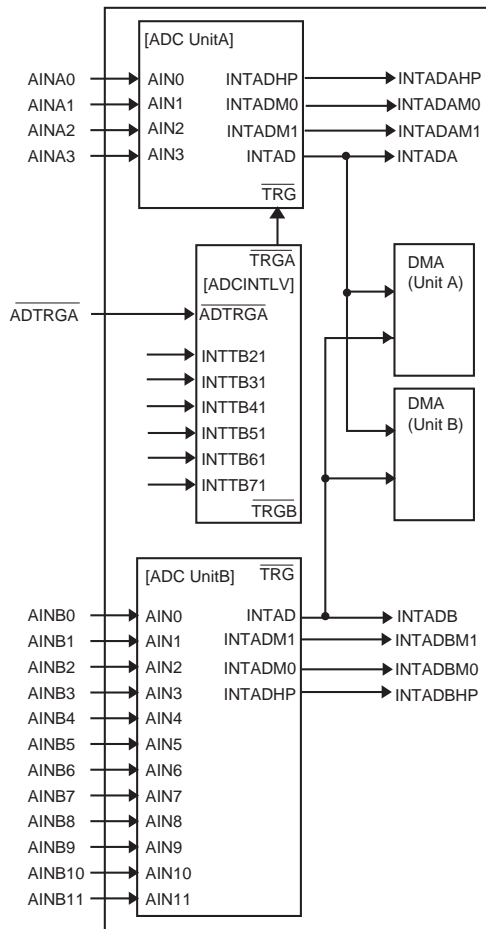 [ADC UnitA]
AINA0 AIN0 INTADHP INTADAHP
AINA1 AIN1 INTADM0 INTADAM0
AINA2 AIN2 INTADM1 INTADAM1
AINA3 AIN3 INTAD INTADA
TRG
TRGA
[ADCINTLV]
ADTRGA ADTRGA
INTTB21
INTTB31
INTTB41
INTTB51
INTTB61
INTTB71
TRGB
DMA
(Unit A)
DMA
(Unit B)
[ADC UnitB] TRG
AINB0 AIN0 INTAD INTADB
AINB1 AIN1 INTADM1 INTADBM1
AINB2 AIN2 INTADM0 INTADBM0
AINB3 AIN3 INTADHP INTADBHP
AINB4 AIN4
AINB5 AIN5
AINB6 AIN6
AINB7 AIN7
AINB8 AIN8
AINB9 AIN9
AINB10 AIN10
AINB11 AIN11